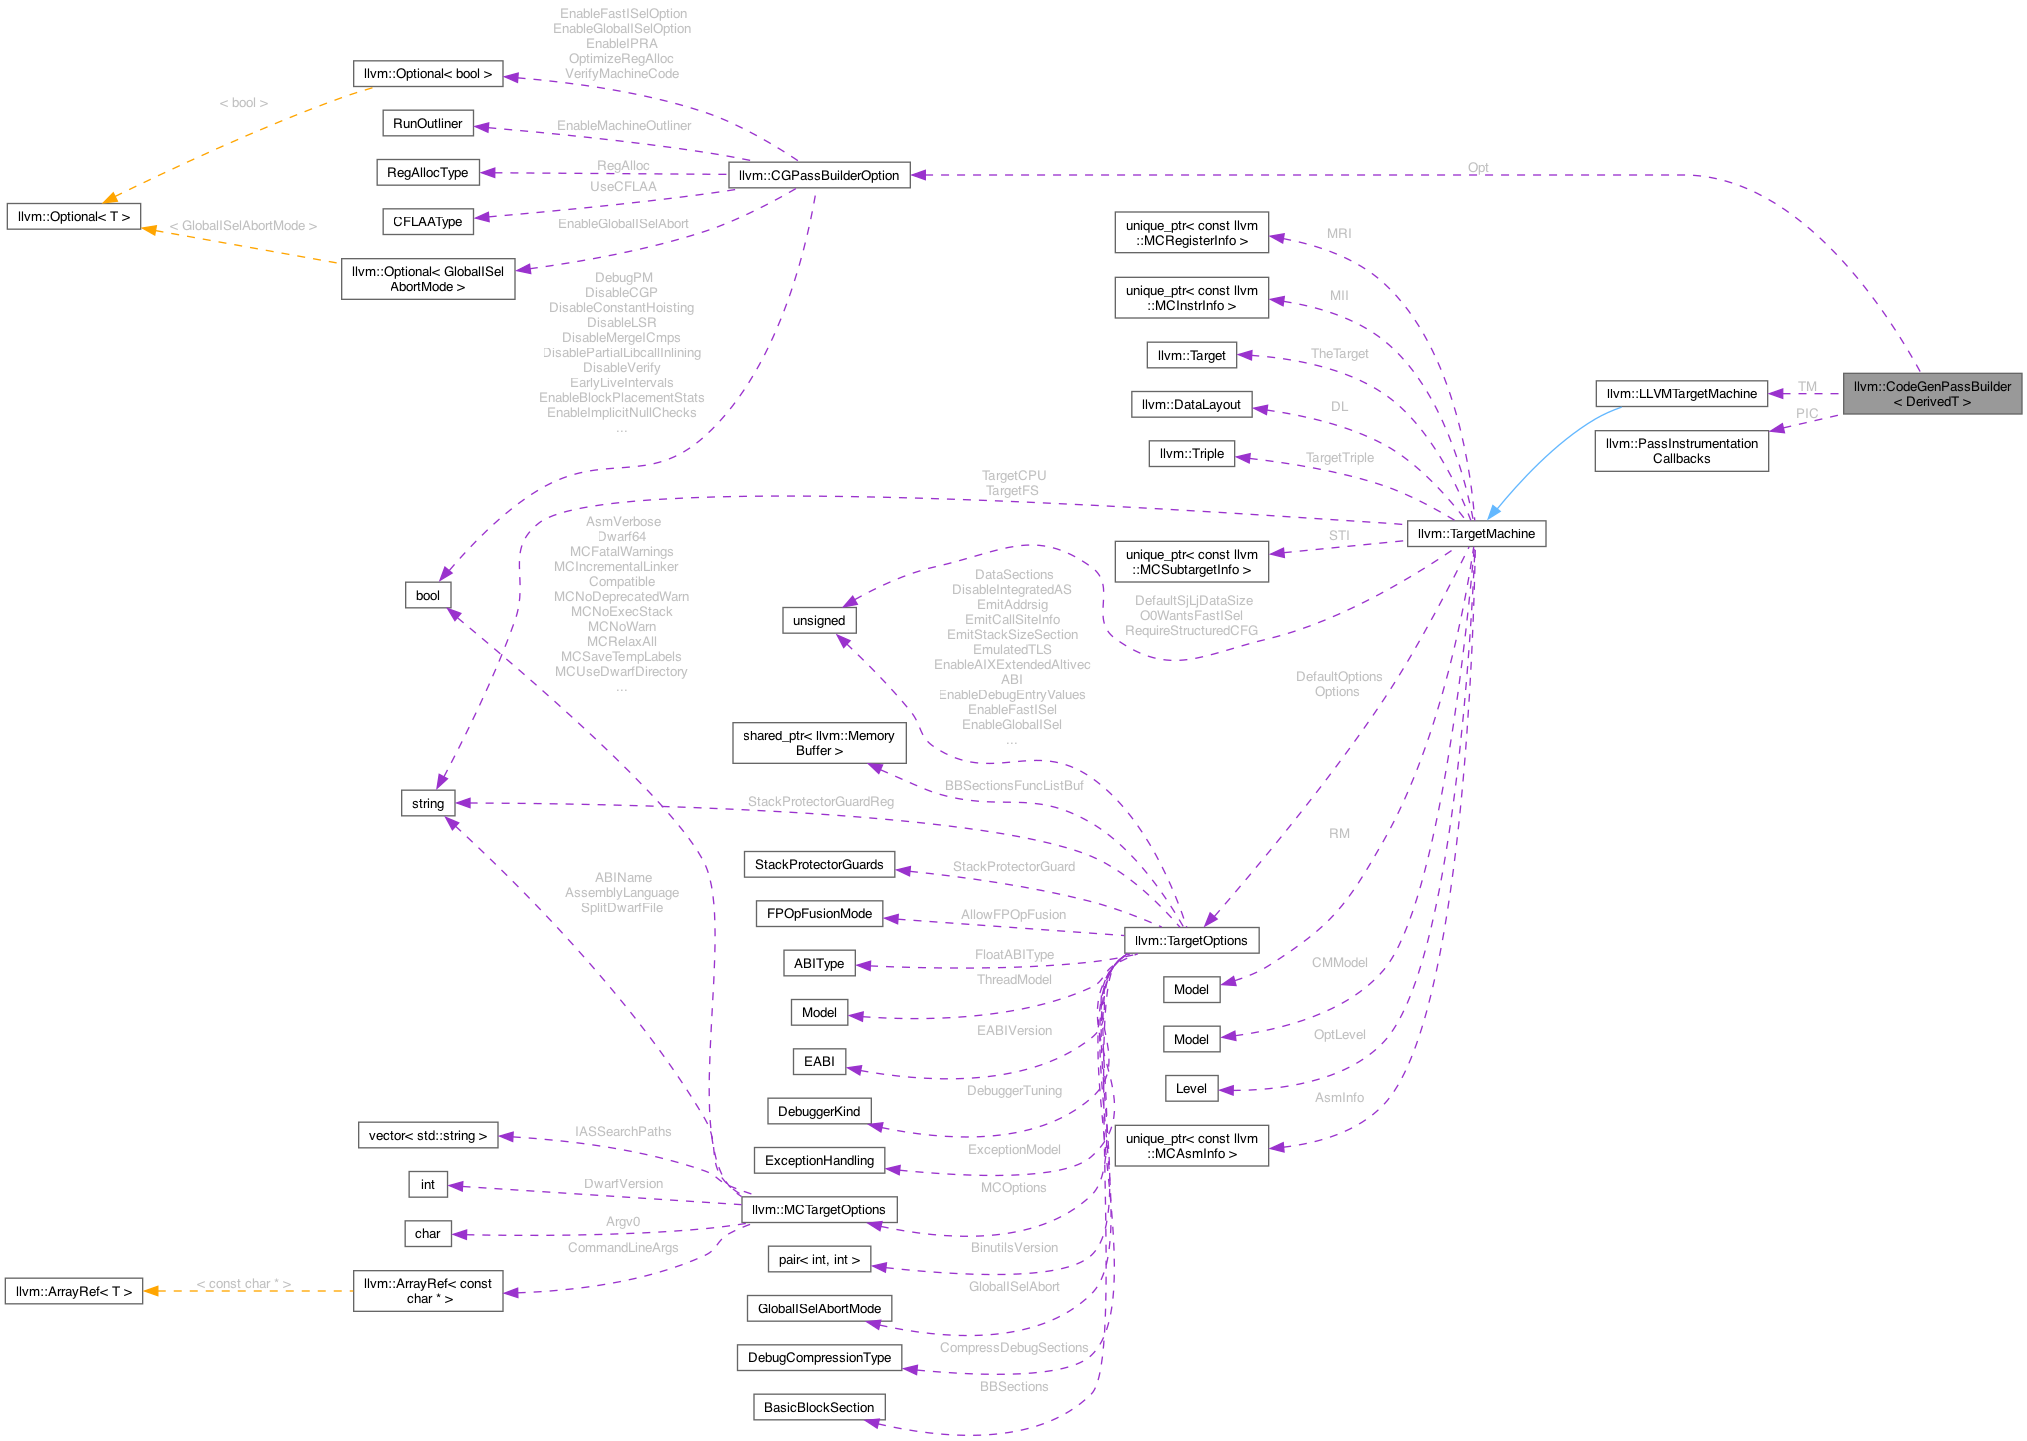 EnableFastISelOption
EnableGlobalISelOption
EnableIPRA
OptimizeRegAlloc
VerifyMachineCode
llvm::Optional< bool >
< bool >
RunOutliner
EnableMachineOutliner
RegAllocType
RegAlloc
llvm::CGPassBuilderOption
Opt
UseCFLAA
CFLAAType
EnableGlobalISelAbort
llvm::Optional< T >
< GlobalISelAbortMode >
llvm::Optional< GlobalISel
AbortMode >
DebugPM
DisableCGP
DisableConstantHoisting
DisableLSR
DisableMergeICmps
DisablePartialLibcallInlining
DisableVerify
EarlyLiveIntervals
EnableBlockPlacementStats
EnableImplicitNullChecks
...
unique_ptr< const llvm
::MCRegisterInfo >
MRI
unique_ptr< const llvm
::MCInstrInfo >
MII
llvm::Target
TheTarget
llvm::DataLayout
DL
llvm::Triple
TargetTriple
llvm::LLVMTargetMachine
TM
llvm::CodeGenPassBuilder
< DerivedT >
PIC
llvm::PassInstrumentation
Callbacks
TargetCPU
TargetFS
llvm::TargetMachine
STI
unique_ptr< const llvm
::MCSubtargetInfo >
AsmVerbose
Dwarf64
MCFatalWarnings
MCIncrementalLinker
Compatible
MCNoDeprecatedWarn
MCNoExecStack
MCNoWarn
MCRelaxAll
MCSaveTempLabels
MCUseDwarfDirectory
...
bool
unsigned
DataSections
DisableIntegratedAS
EmitAddrsig
EmitCallSiteInfo
EmitStackSizeSection
EmulatedTLS
EnableAIXExtendedAltivec
ABI
EnableDebugEntryValues
EnableFastISel
EnableGlobalISel
...
DefaultSjLjDataSize
O0WantsFastISel
RequireStructuredCFG
DefaultOptions
Options
shared_ptr< llvm::Memory
Buffer >
BBSectionsFuncListBuf
string
StackProtectorGuardReg
RM
StackProtectorGuards
StackProtectorGuard
ABIName
AssemblyLanguage
SplitDwarfFile
FPOpFusionMode
AllowFPOpFusion
llvm::TargetOptions
ABIType
FloatABIType
CMModel
ThreadModel
Model
Model
EABIVersion
OptLevel
Model
EABI
DebuggerTuning
Level
AsmInfo
DebuggerKind
vector< std::string >
IASSearchPaths
ExceptionModel
unique_ptr< const llvm
::MCAsmInfo >
ExceptionHandling
int
DwarfVersion
MCOptions
llvm::MCTargetOptions
char
Argv0
CommandLineArgs
BinutilsVersion
pair< int, int >
llvm::ArrayRef< T >
< const char * >
llvm::ArrayRef< const
char * >
GlobalISelAbort
GlobalISelAbortMode
CompressDebugSections
DebugCompressionType
BBSections
BasicBlockSection